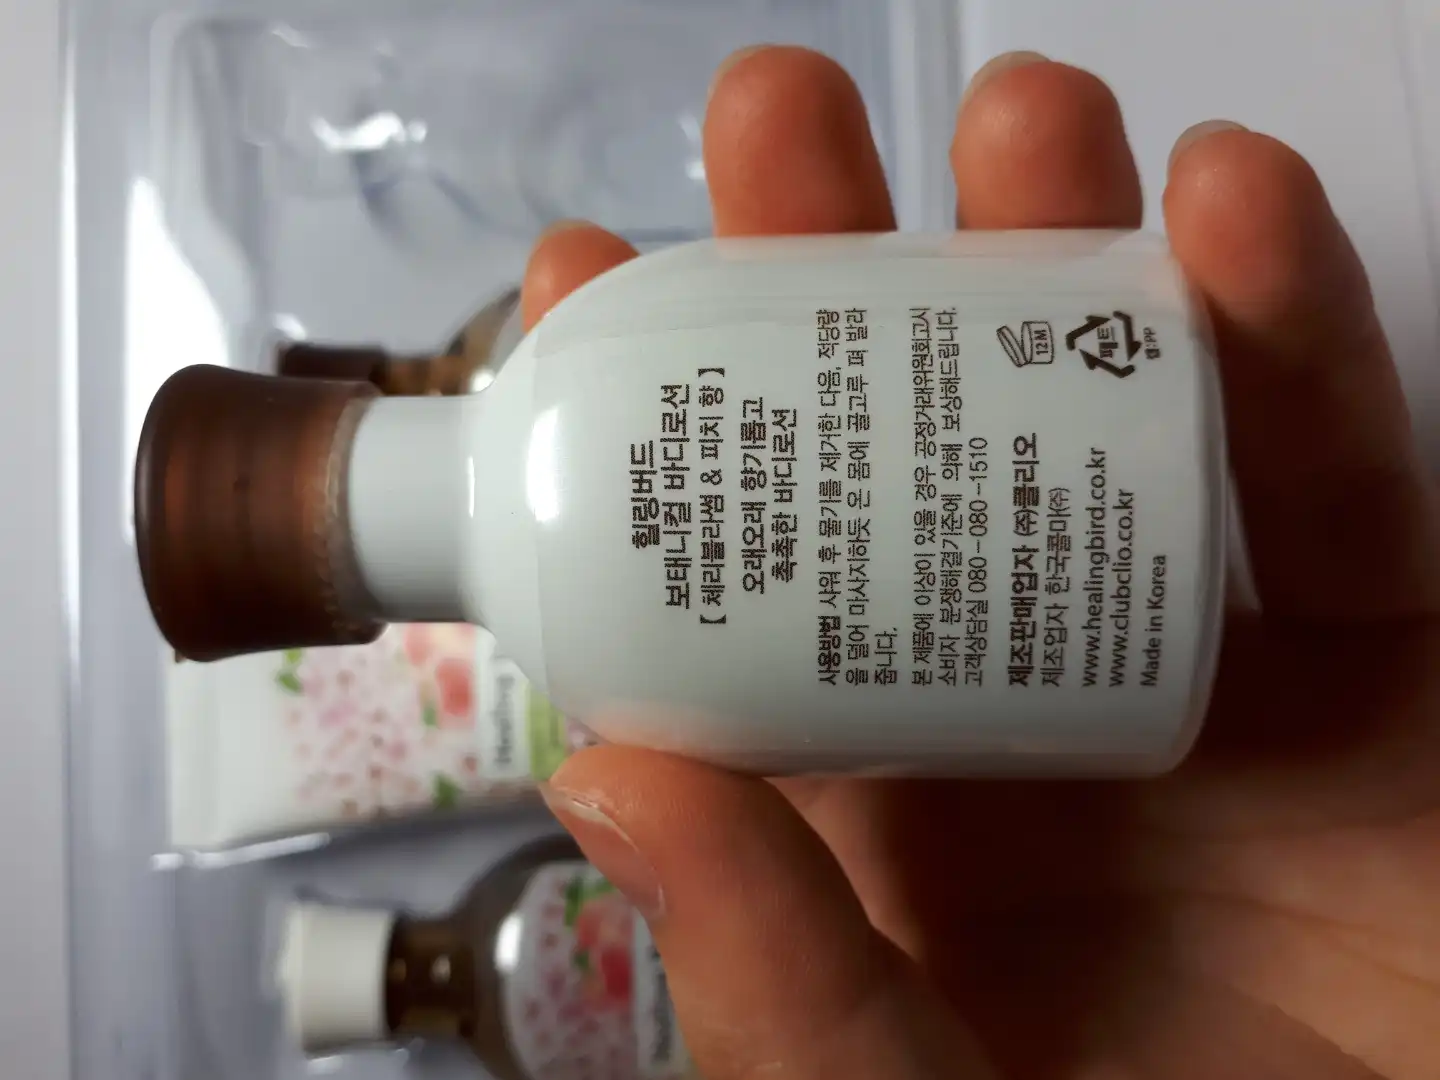 힐링버드
보태니컬 바디로션
【 체리블라썸 & 피치 향 】
오래오래 향기롭고
촉촉한 바디로션
사용방법 샤워 후 물기를 제거한 다음, 적당량
을 덜어 마사지하듯 온 몸에 골고루 펴 발라
줍니다.
본 제품에 이상이 있을 경우 공정거래위원회고시
소비자 분쟁해결기준에 의해 보상해드립니다.
고객상담실 080-080-1510
제조판매업자 ㈜클리오
제조업자 한국콜마㈜
www.healingbird.co.kr
www.clubclio.co.kr
Made in Korea
12M
페트
캡:PP
Healing